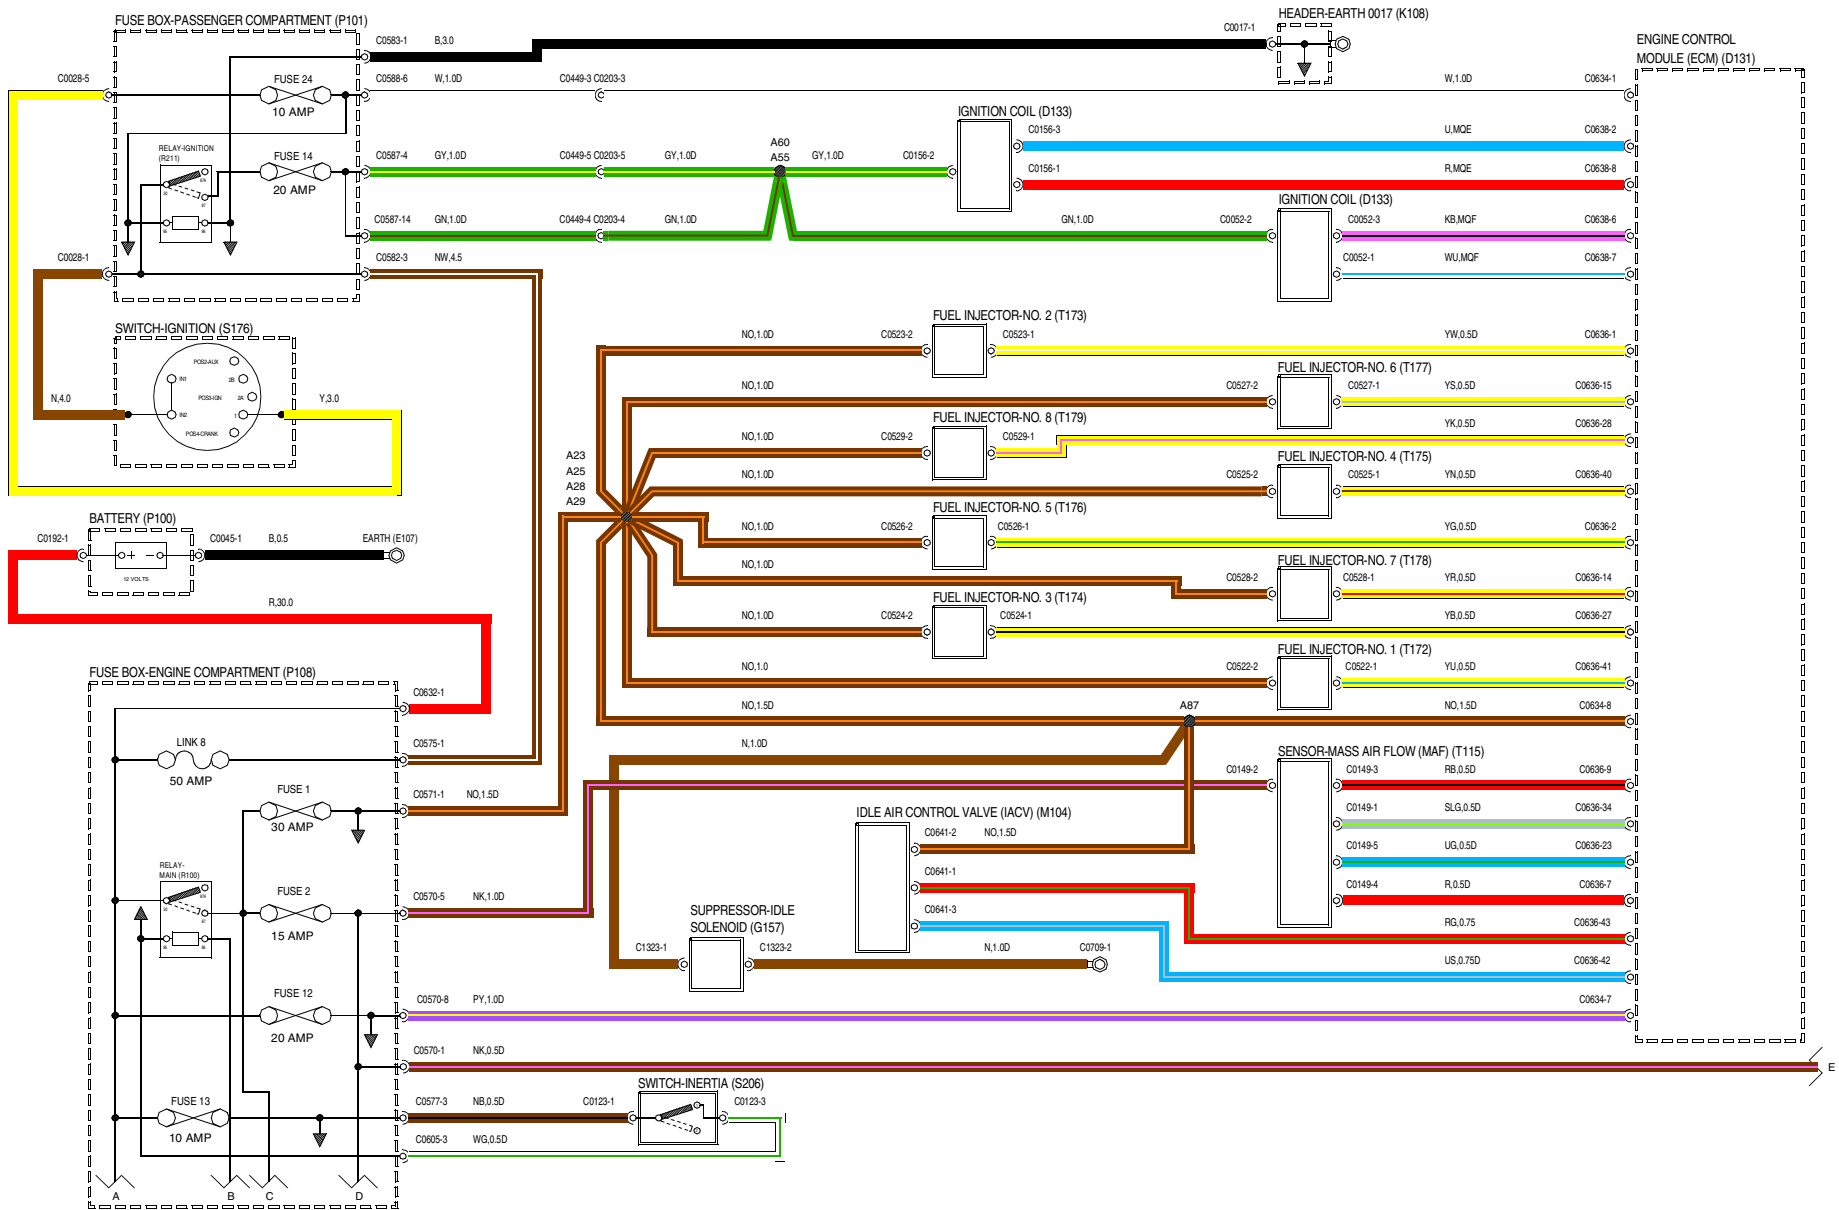 FUSE BOX-PASSENGER COMPARTMENT (P101)
C0583-1 B,3.0
C0017-1
HEADER-EARTH 0017 (K108)
ENGINE CONTROL
MODULE (ECM) (D131)
C0028-5
FUSE 24
10 AMP
C0588-6 W,1.0D C0449-3 C0203-3 W,1.0D C0634-1
IGNITION COIL (D133)
C0156-3 U,MQE C0638-2
RELAY-IGNITION
(R211)
FUSE 14
20 AMP
C0587-4 GY,1.0D C0449-5 C0203-5 GY,1.0D
A60
A55
GY,1.0D C0156-2
C0156-1 R,MQE C0638-8
IGNITION COIL (D133)
C0587-14 GN,1.0D C0449-4 C0203-4 GN,1.0D GN,1.0D C0052-2
C0052-3 KB,MQF C0638-6
C0028-1
C0582-3 NW,4.5
C0052-1 WU,MQF C0638-7
SWITCH-IGNITION (S176)
POS2-AUX
IN1
2B
POS3-IGN
2A
IN2
1
POS4-CRANK
N,4.0
Y,3.0
FUEL INJECTOR-NO. 2 (T173)
NO,1.0D C0523-2 C0523-1 YW,0.5D C0636-1
FUEL INJECTOR-NO. 6 (T177)
NO,1.0D C0527-2 C0527-1 YS,0.5D C0636-15
FUEL INJECTOR-NO. 8 (T179)
NO,1.0D C0529-2 C0529-1 YK,0.5D C0636-28
A23
A25
A28
A29
FUEL INJECTOR-NO. 4 (T175)
NO,1.0D C0525-2 C0525-1 YN,0.5D C0636-40
FUEL INJECTOR-NO. 5 (T176)
NO,1.0D C0526-2 C0526-1 YG,0.5D C0636-2
FUEL INJECTOR-NO. 7 (T178)
NO,1.0D C0528-2 C0528-1 YR,0.5D C0636-14
FUEL INJECTOR-NO. 3 (T174)
NO,1.0D C0524-2 C0524-1 YB,0.5D C0636-27
FUEL INJECTOR-NO. 1 (T172)
NO,1.0 C0522-2 C0522-1 YU,0.5D C0636-41
BATTERY (P100)
C0192-1
+ −
12 VOLTS
C0045-1 B,0.5 EARTH (E107)
R,30.0
NO,1.5D A87 NO,1.5D C0634-8
FUSE BOX-ENGINE COMPARTMENT (P108)
C0632-1
LINK 8
50 AMP
C0575-1
N,1.0D
SENSOR-MASS AIR FLOW (MAF) (T115)
C0149-2
C0149-3 RB,0.5D C0636-9
C0149-1 SLG,0.5D C0636-34
C0149-5 UG,0.5D C0636-23
C0149-4 R,0.5D C0636-7
FUSE 1
30 AMP
C0571-1 NO,1.5D
IDLE AIR CONTROL VALVE (IACV) (M104)
C0641-2 NO,1.5D
C0641-1
C0641-3
RG,0.75 C0636-43
US,0.75D C0636-42
RELAY-
MAIN (R100)
FUSE 2
15 AMP
C0570-5 NK,1.0D
SUPPRESSOR-IDLE
SOLENOID (G157)
C1323-1 C1323-2 N,1.0D C0709-1
FUSE 12
20 AMP
C0570-8 PY,1.0D C0634-7
C0570-1 NK,0.5D
E
FUSE 13
10 AMP
C0577-3 NB,0.5D C0123-1
SWITCH-INERTIA (S206)
C0123-3
C0605-3 WG,0.5D
A B C D